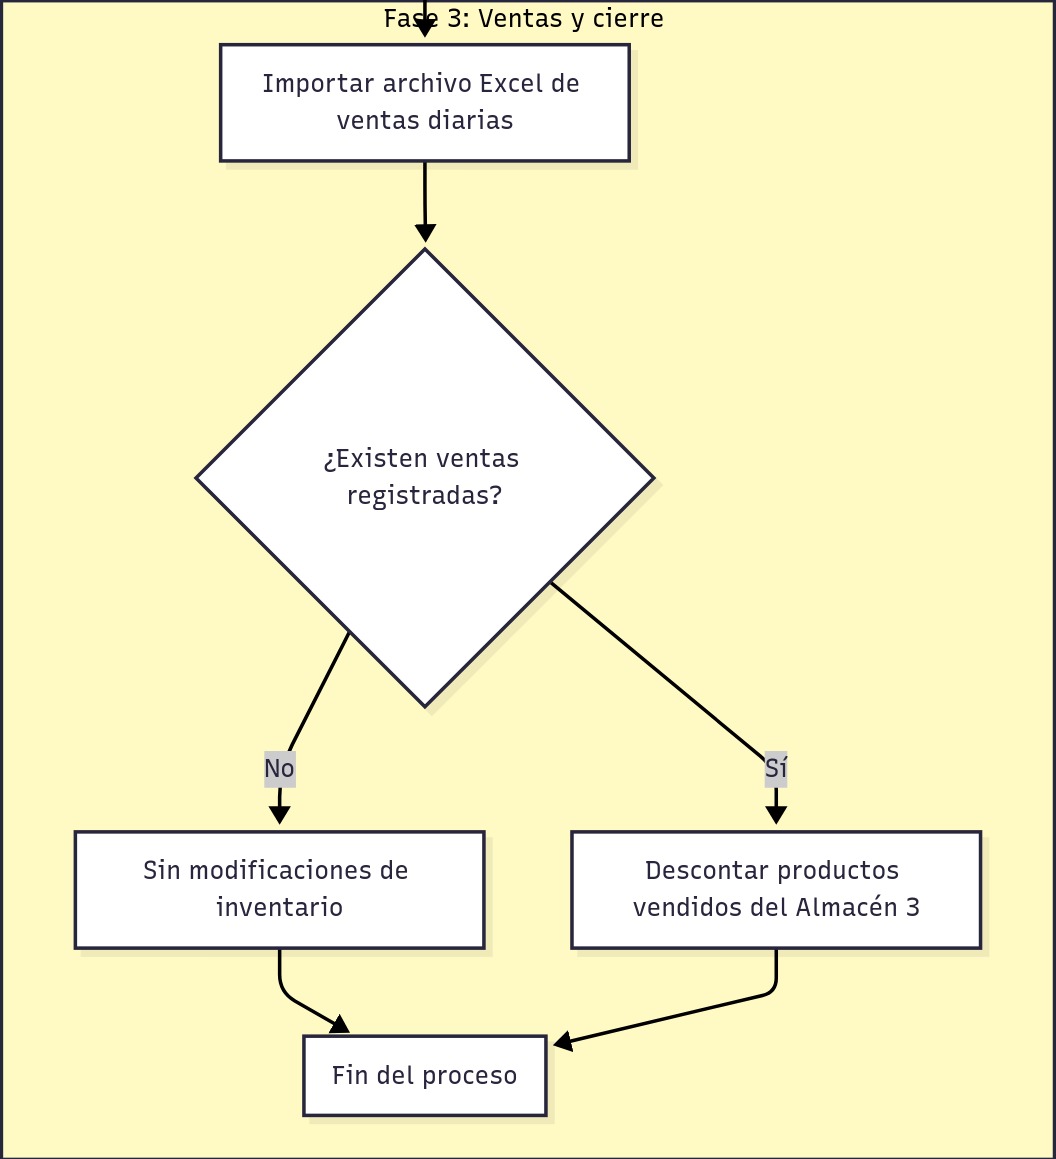 Fase 3: Ventas y cierre
Importar archivo Excel de
ventas diarias
¿Existen ventas
registradas?
No
Sí
Sin modificaciones de
inventario
Descontar productos
vendidos del Almacén 3
Fin del proceso